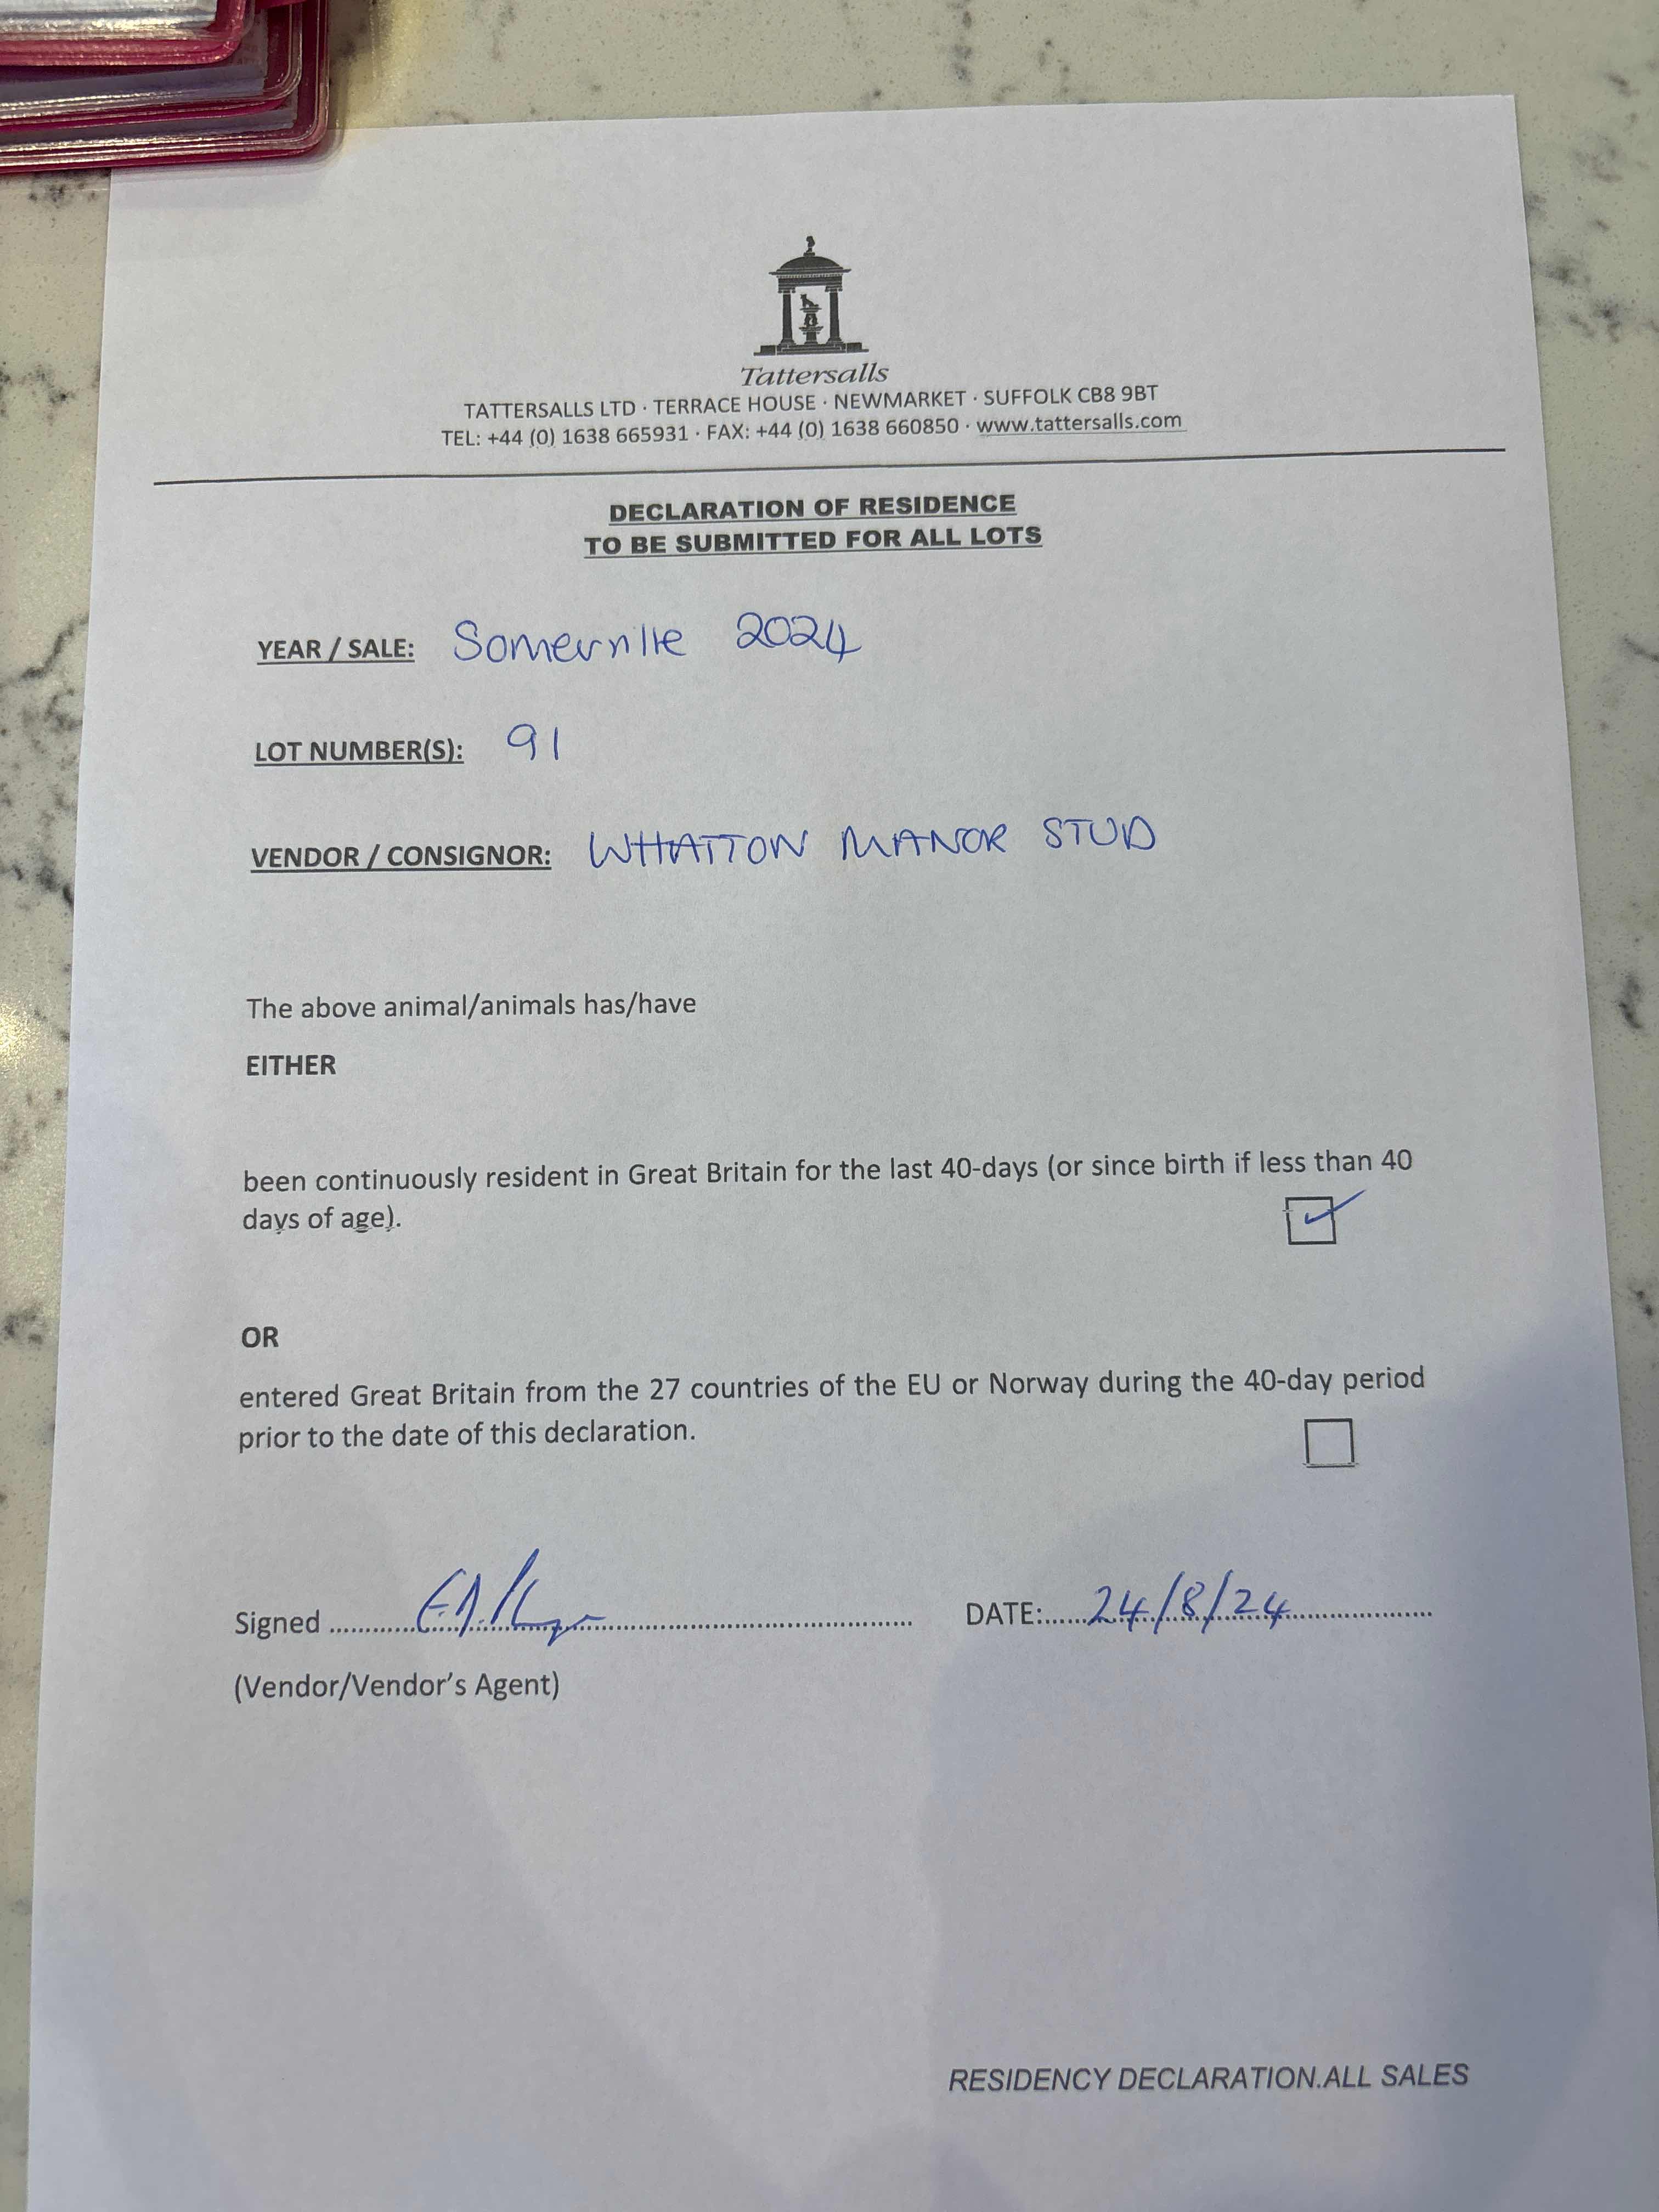 Tattersalls
TATTERSALLS LTD · TERRACE HOUSE · NEWMARKET · SUFFOLK CB8 9BT
TEL: +44 (0) 1638 665931 · FAX: +44 (0) 1638 660850 · www.tattersalls.com
DECLARATION OF RESIDENCE
TO BE SUBMITTED FOR ALL LOTS
YEAR / SALE: Somerville 2024
LOT NUMBER(S): 91
VENDOR / CONSIGNOR: WHATTON MANOR STUD
The above animal/animals has/have
EITHER
been continuously resident in Great Britain for the last 40-days (or since birth if less than 40
days of age).
OR
entered Great Britain from the 27 countries of the EU or Norway during the 40-day period
prior to the date of this declaration.
Signed DATE: 24/8/24
(Vendor/Vendor's Agent)
RESIDENCY DECLARATION.ALL SALES